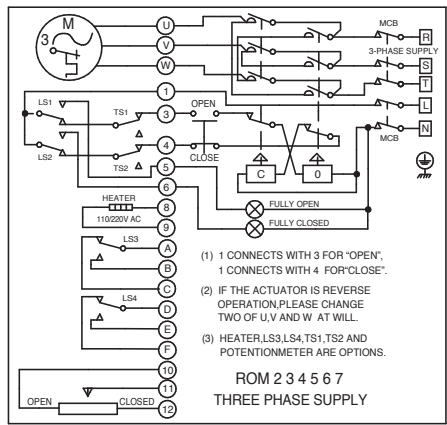 M
3
U
V
W
MCB
R
3-PHASE SUPPLY
S
T
L
N
MCB
LS1
LS2
TS1
TS2
1
3
4
5
6
OPEN
CLOSE
C
0
FULLY OPEN
FULLY CLOSED
HEATER
110/220V AC
8
9
LS3
A
B
C
LS4
D
E
F
10
11
12
OPEN
CLOSED
(1) 1 CONNECTS WITH 3 FOR "OPEN",
1 CONNECTS WITH 4 FOR"CLOSE".
(2) IF THE ACTUATOR IS REVERSE
OPERATION,PLEASE CHANGE
TWO OF U,V AND W AT WILL.
(3) HEATER,LS3,LS4,TS1,TS2 AND
POTENTIONMETER ARE OPTIONS.
ROM 2 3 4 5 6 7
THREE PHASE SUPPLY